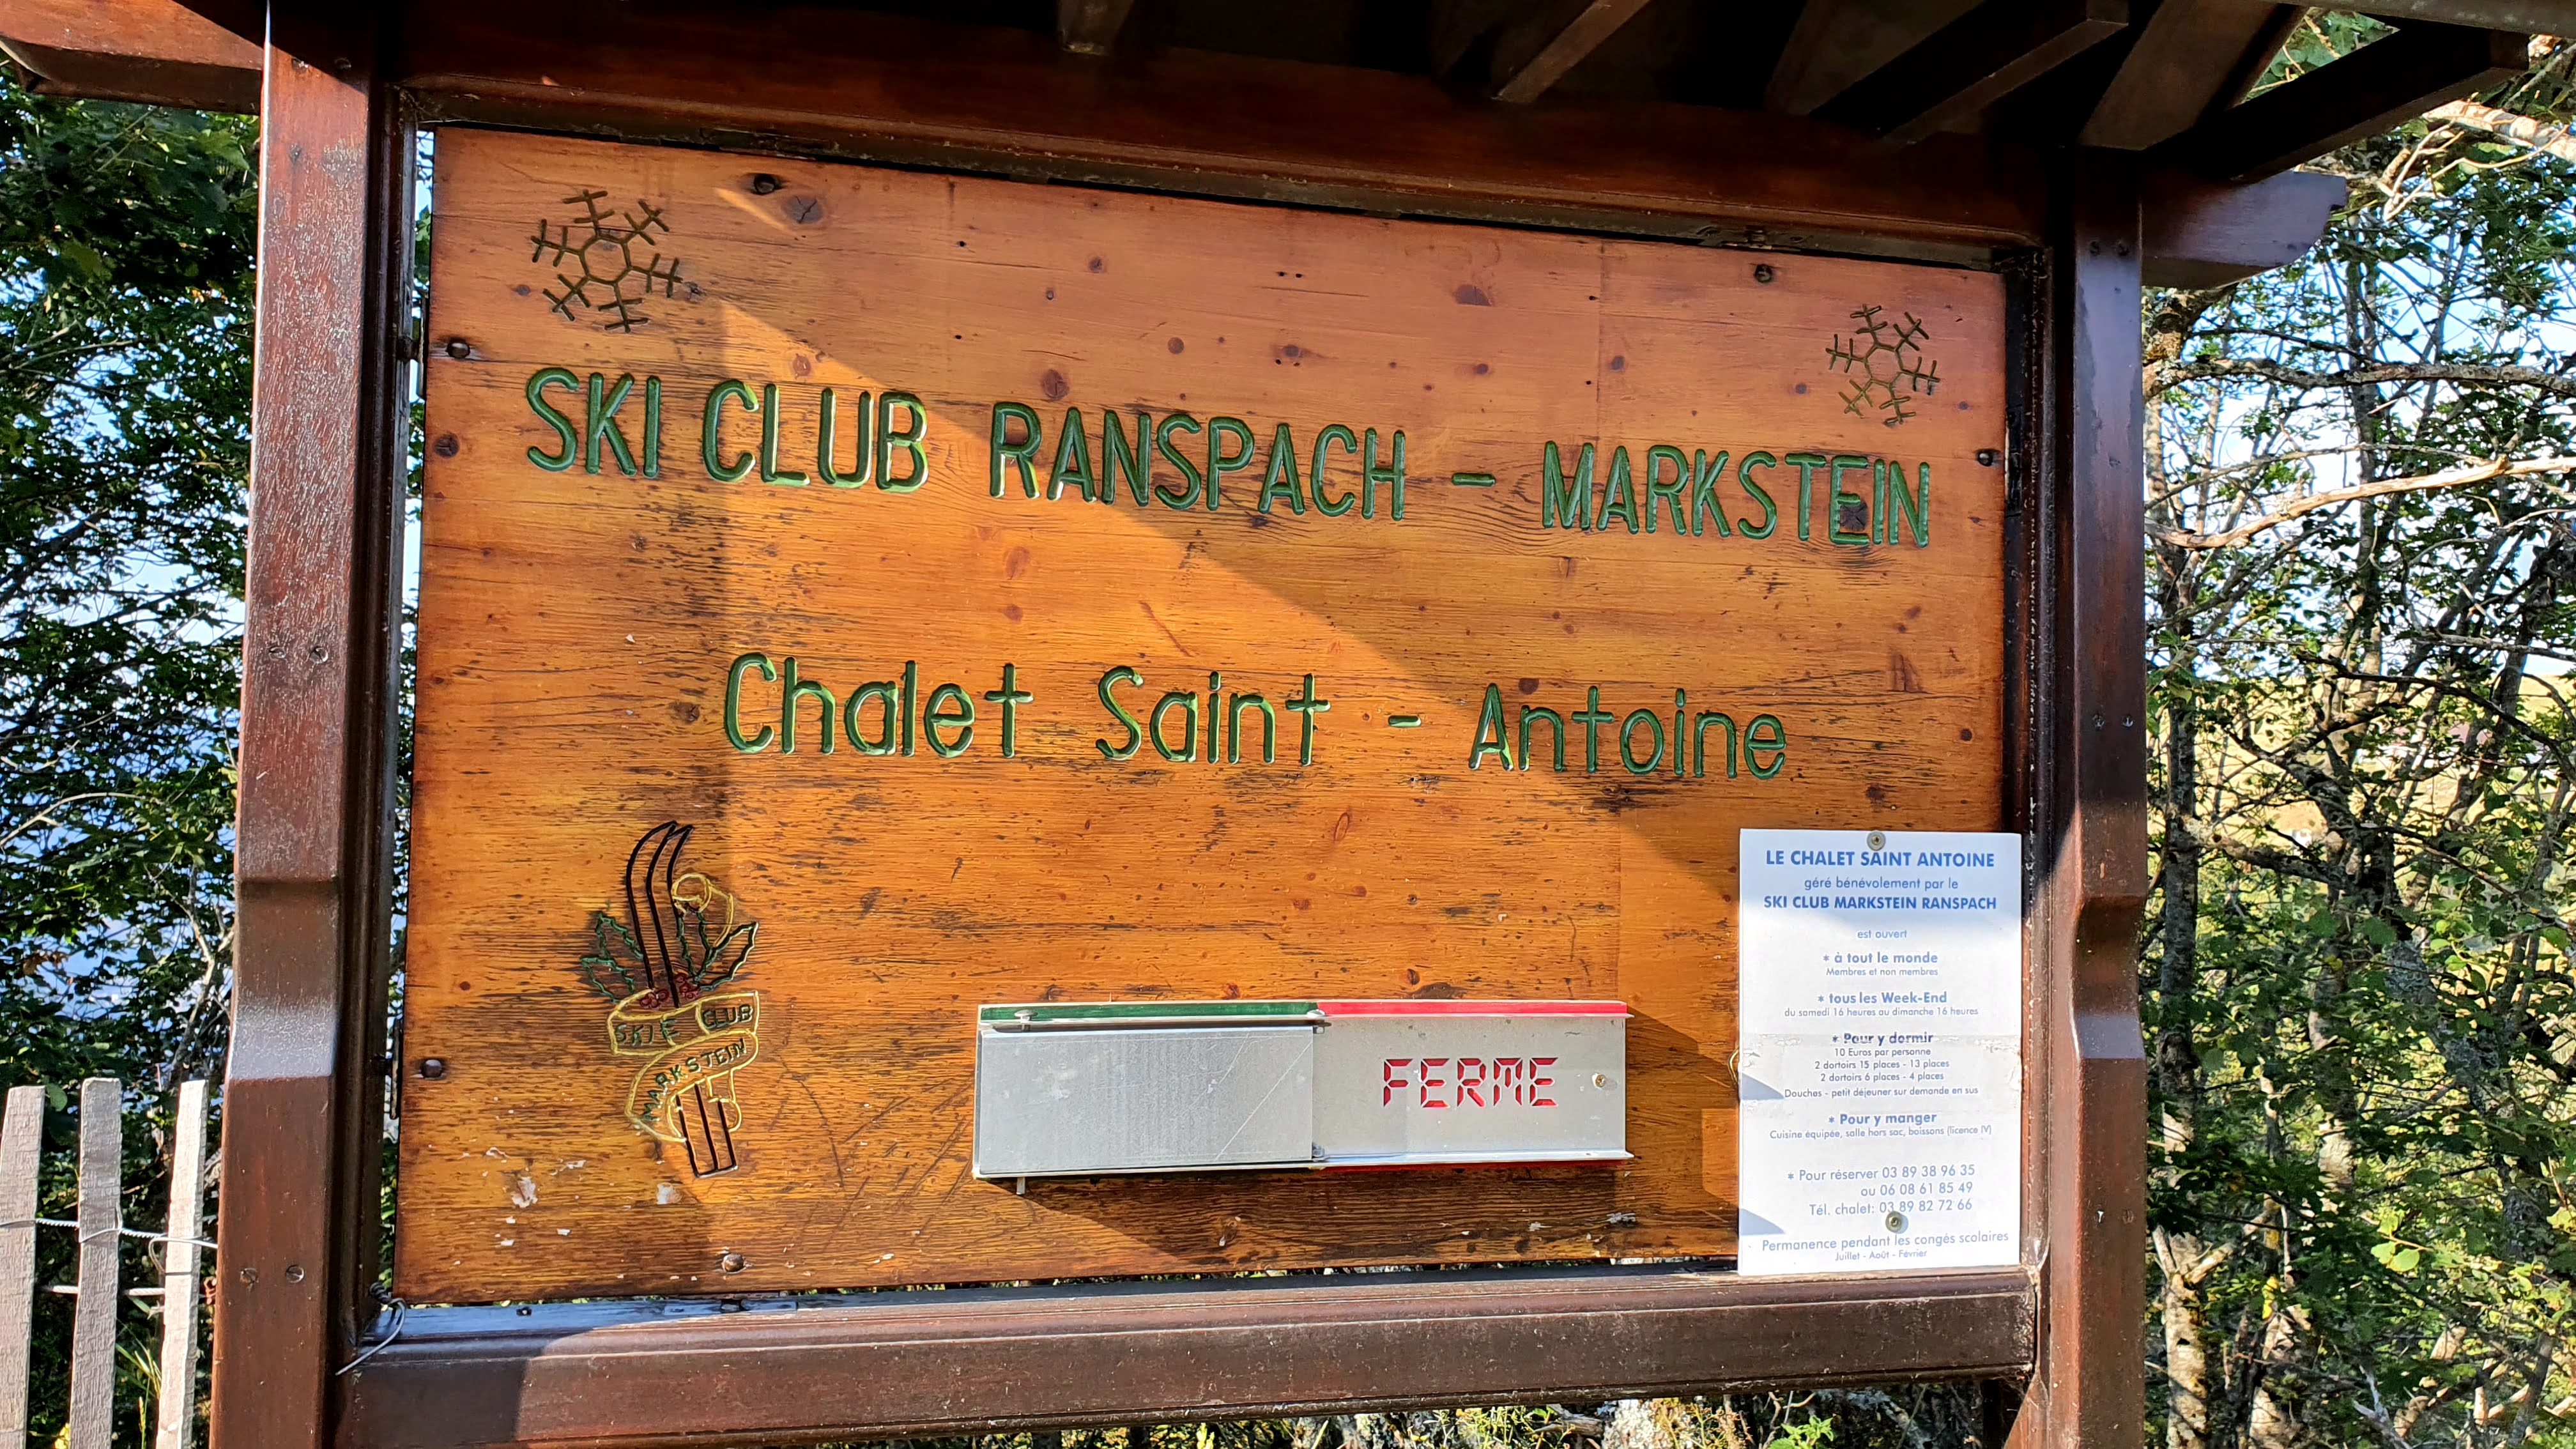 SKI CLUB RANSPACH - MARKSTEIN
Chalet Saint - Antoine
SKI CLUB
MARKSTEIN
FERME
LE CHALET SAINT ANTOINE
géré bénévolement par le
SKI CLUB MARKSTEIN RANSPACH
est ouvert
* à tout le monde
Membres et non membres
* tous les Week-End
du samedi 16 heures au dimanche 16 heures
* Pour y dormir
10 Euros par personne
2 dortoirs 15 places - 13 places
2 dortoirs 6 places - 4 places
Douches - petit déjeuner sur demande en sus
* Pour y manger
Cuisine équipée, salle hors sac, boissons (licence IV)
* Pour réserver 03 89 38 96 35
ou 06 08 61 85 49
Tél. chalet: 03 89 82 72 66
Permanence pendant les congés scolaires
Juillet - Août - Février